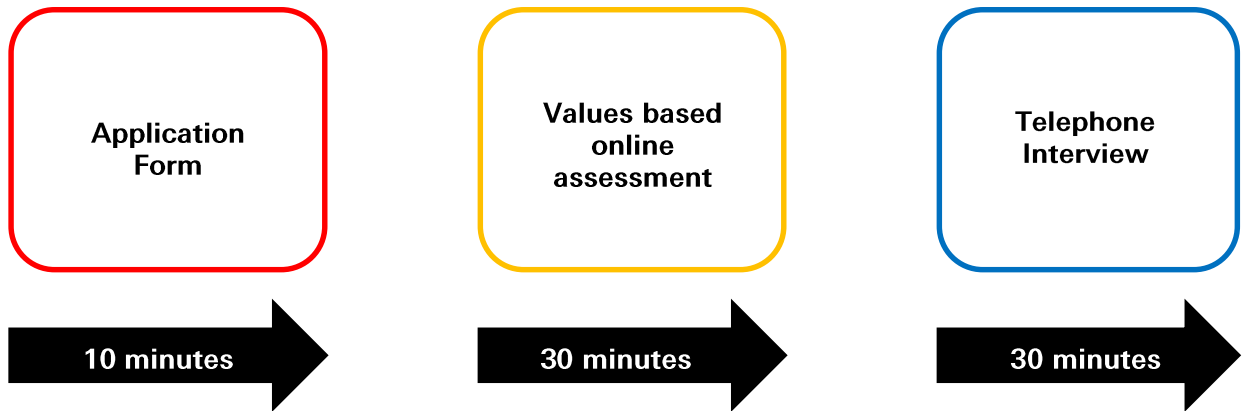 Application
Form
Values based
online
assessment
Telephone
Interview
10 minutes
30 minutes
30 minutes